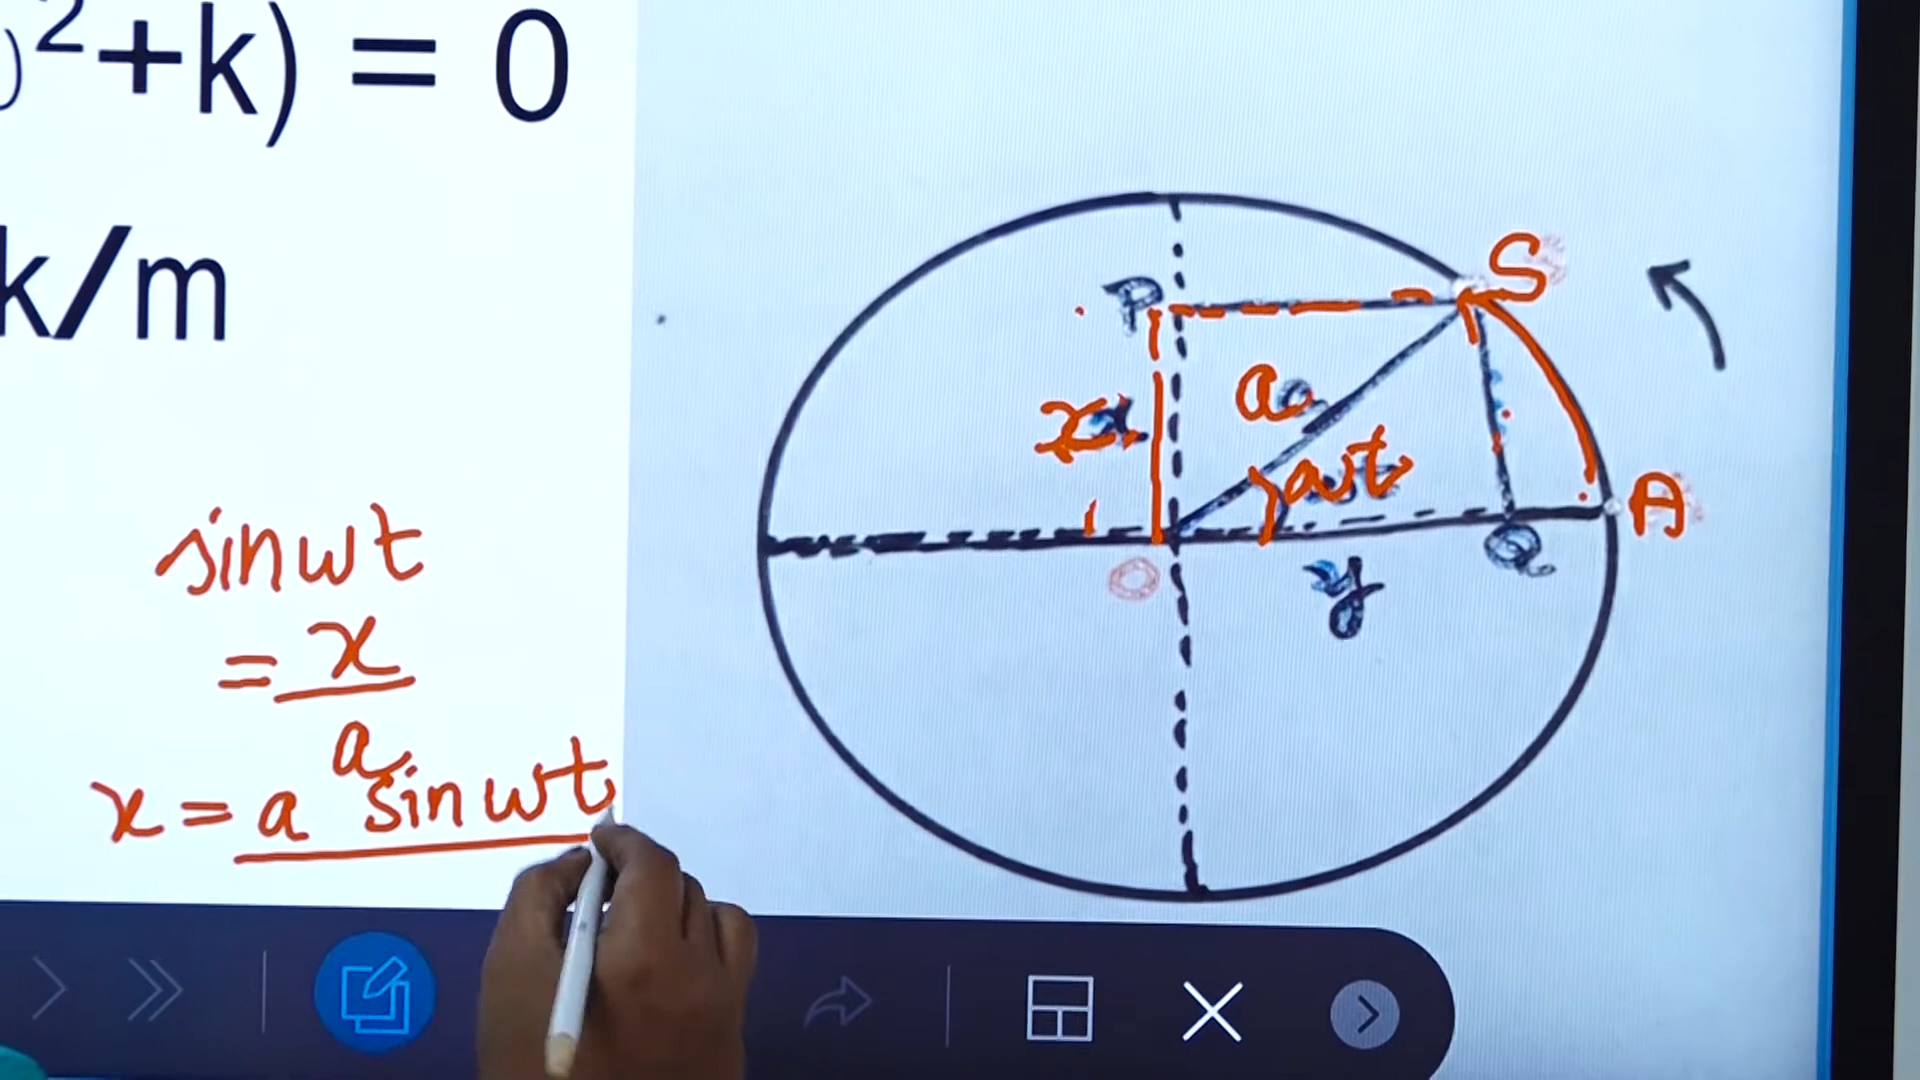 )²+k) = 0
k/m
sinωt
= x
a
x = a sinωt
S
P
a
x
ωt
A
O
y
Q